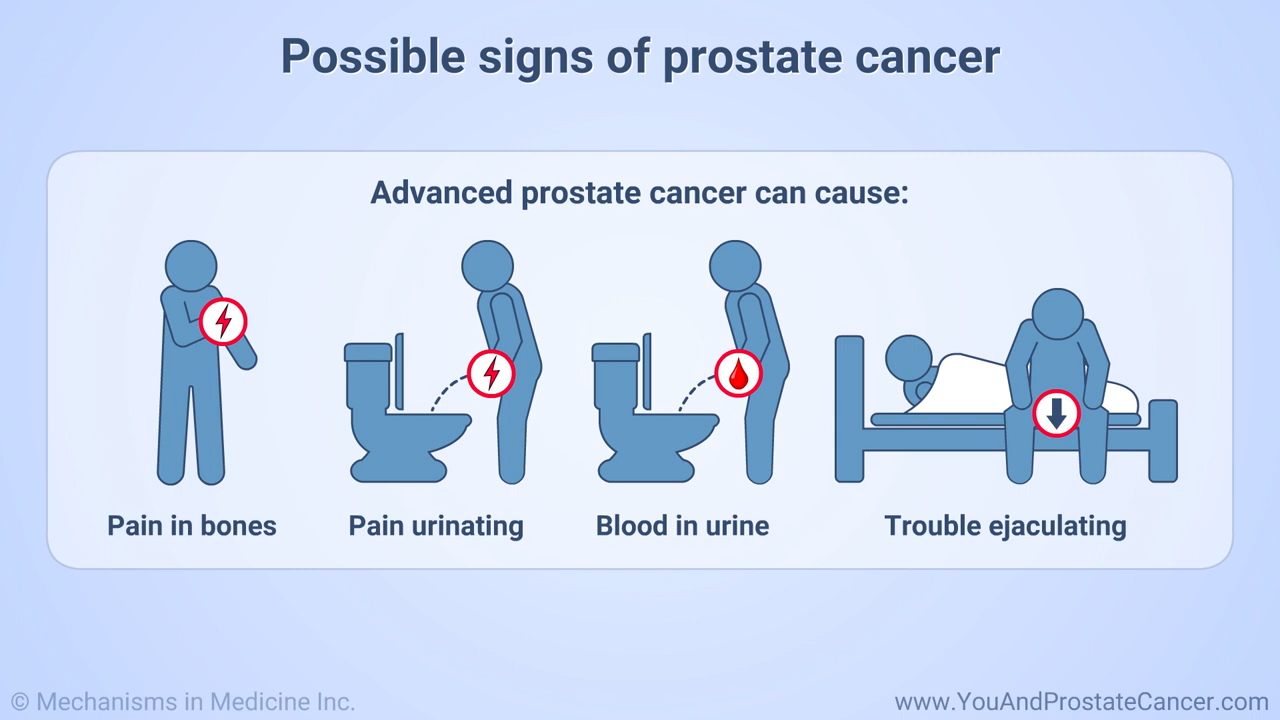 Possible signs of prostate cancer
Advanced prostate cancer can cause:
Pain in bones
Pain urinating
Blood in urine
Trouble ejaculating
© Mechanisms in Medicine Inc.
www.YouAndProstateCancer.com